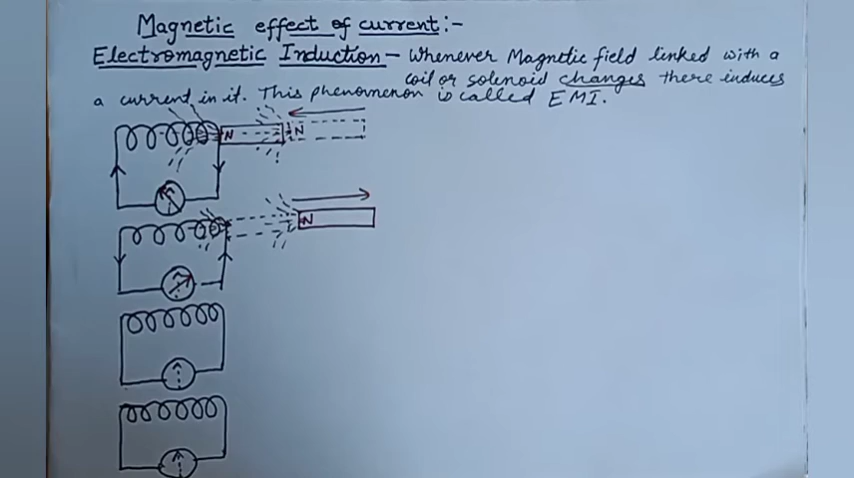 Magnetic effect of current:-
Electromagnetic Induction - Whenever Magnetic field linked with a
coil or solenoid changes there induces
a current in it. This phenomenon is called EMI.
N N
N